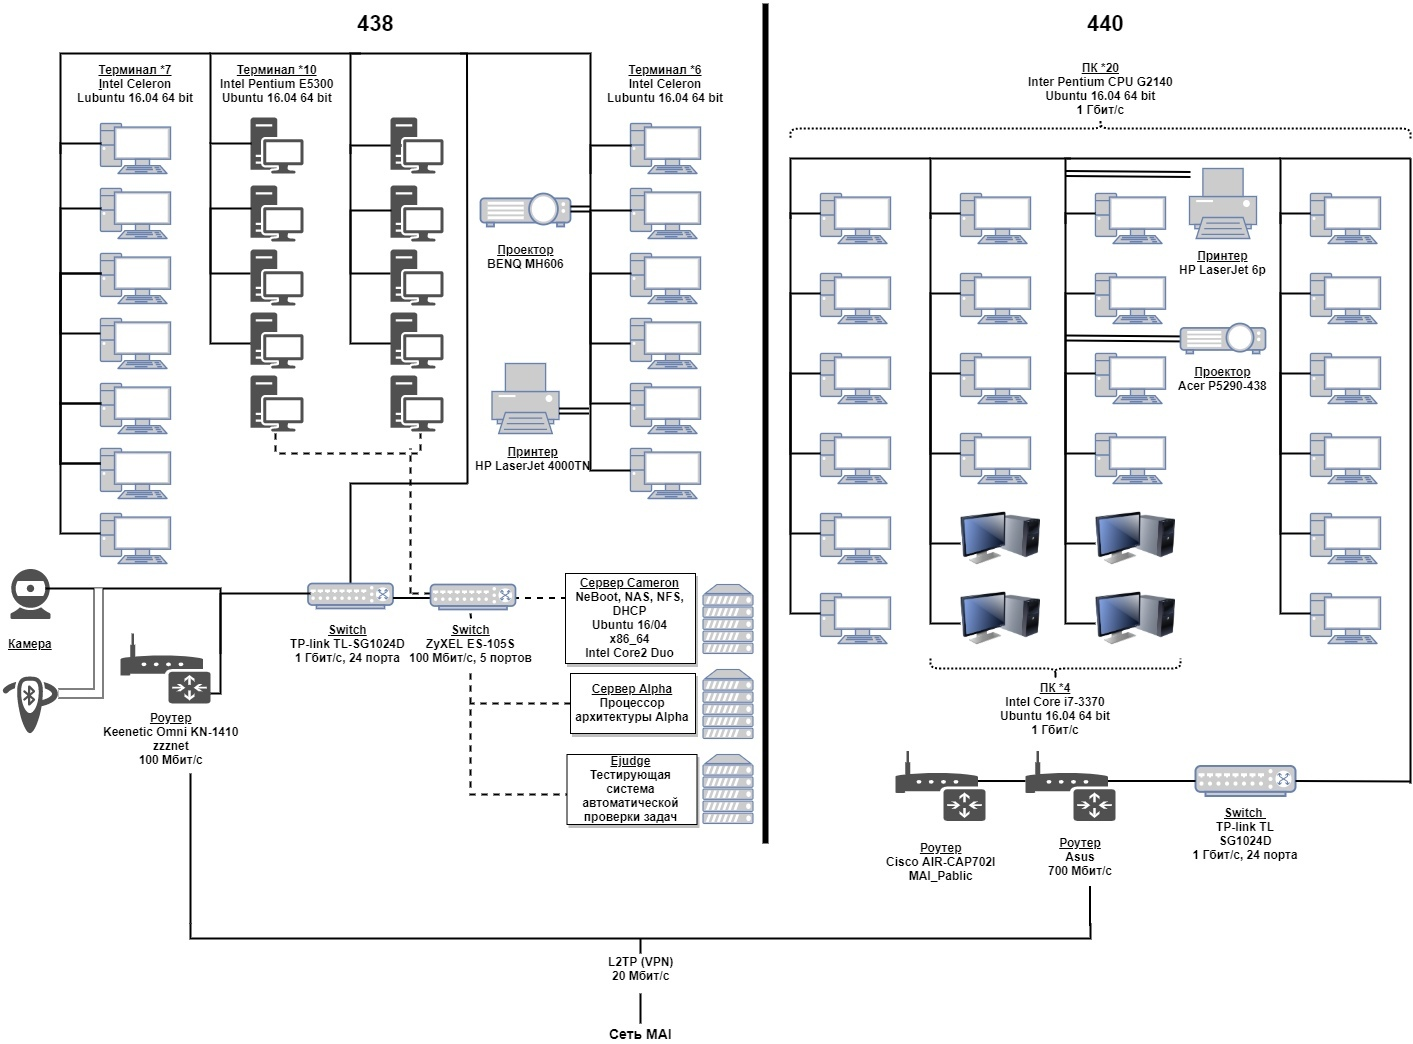 438
440
Терминал *7
Intel Celeron
Lubuntu 16.04 64 bit
Терминал *10
Intel Pentium E5300
Ubuntu 16.04 64 bit
Терминал *6
Intel Celeron
Lubuntu 16.04 64 bit
Проектор
BENQ MH606
Принтер
HP LaserJet 4000TN
Камера
Роутер
Keenetic Omni KN-1410
zzznet
100 Мбит/с
Switch
TP-link TL-SG1024D
1 Гбит/с, 24 порта
Switch
ZyXEL ES-105S
100 Мбит/с, 5 портов
Сервер Cameron
NeBoot, NAS, NFS,
DHCP
Ubuntu 16/04
x86_64
Intel Core2 Duo
Сервер Alpha
Процессор
архитектуры Alpha
Ejudge
Тестирующая
система
автоматической
проверки задач
ПК *20
Inter Pentium CPU G2140
Ubuntu 16.04 64 bit
1 Гбит/с
Принтер
HP LaserJet 6p
Проектор
Acer P5290-438
ПК *4
Intel Core i7-3370
Ubuntu 16.04 64 bit
1 Гбит/с
Роутер
Cisco AIR-CAP702I
MAI_Pablic
Роутер
Asus
700 Мбит/с
Switch
TP-link TL
SG1024D
1 Гбит/с, 24 порта
L2TP (VPN)
20 Мбит/с
Сеть MAI